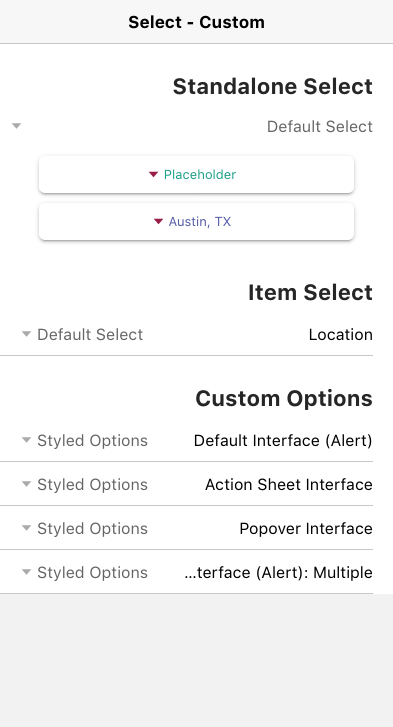 Select - Custom
Standalone Select
Default Select
Placeholder
Austin, TX
Item Select
Location
Default Select
Custom Options
Default Interface (Alert)
Styled Options
Action Sheet Interface
Styled Options
Popover Interface
Styled Options
...terface (Alert): Multiple
Styled Options